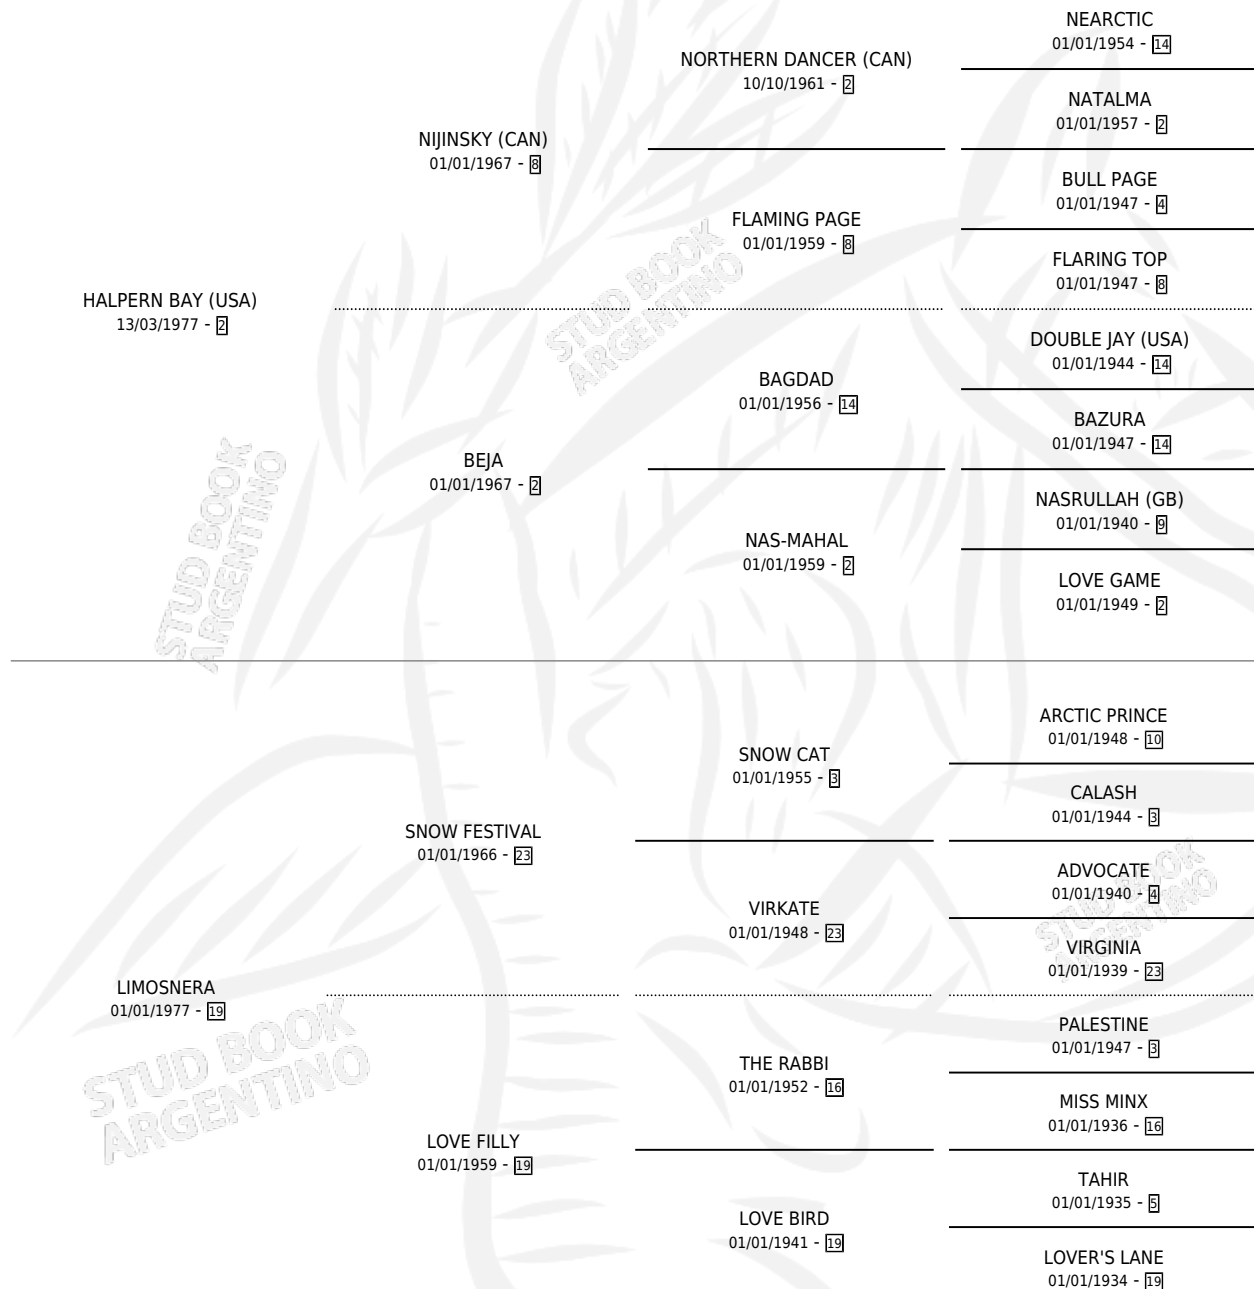 NEARCTIC
01/01/1954 - 14
NORTHERN DANCER (CAN)
10/10/1961 - 2
NATALMA
01/01/1957 - 2
NIJINSKY (CAN)
01/01/1967 - 8
BULL PAGE
01/01/1947 - 4
FLAMING PAGE
01/01/1959 - 8
FLARING TOP
01/01/1947 - 8
HALPERN BAY (USA)
13/03/1977 - 2
DOUBLE JAY (USA)
01/01/1944 - 14
BAGDAD
01/01/1956 - 14
BAZURA
01/01/1947 - 14
BEJA
01/01/1967 - 2
NASRULLAH (GB)
01/01/1940 - 9
NAS-MAHAL
01/01/1959 - 2
LOVE GAME
01/01/1949 - 2
ARCTIC PRINCE
01/01/1948 - 10
SNOW CAT
01/01/1955 - 3
CALASH
01/01/1944 - 3
SNOW FESTIVAL
01/01/1966 - 23
ADVOCATE
01/01/1940 - 4
VIRKATE
01/01/1948 - 23
VIRGINIA
01/01/1939 - 23
LIMOSNERA
01/01/1977 - 19
PALESTINE
01/01/1947 - 3
THE RABBI
01/01/1952 - 16
MISS MINX
01/01/1936 - 16
LOVE FILLY
01/01/1959 - 19
TAHIR
01/01/1935 - 5
LOVE BIRD
01/01/1941 - 19
LOVER'S LANE
01/01/1934 - 19
STUD BOOK
ARGENTINO
STUD BOOK
ARGENTINO
STUD BOOK
ARGENTINO
STUD BOOK
ARGENTINO